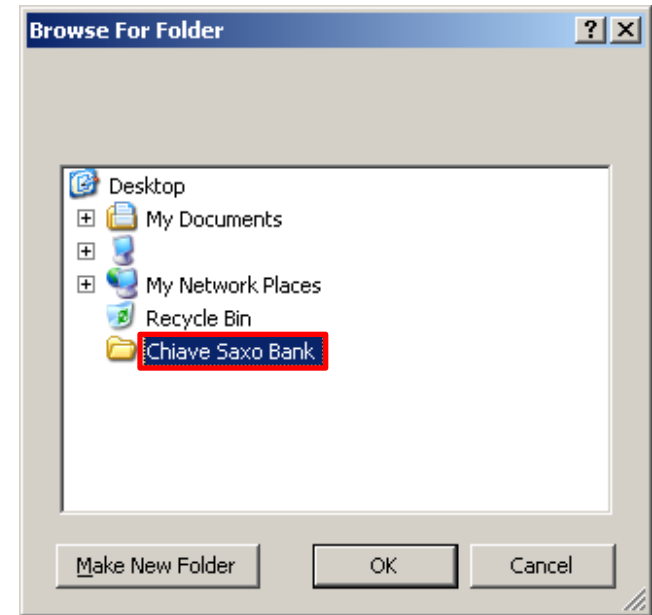 Browse For Folder
Desktop
My Documents
My Network Places
Recycle Bin
Chiave Saxo Bank
Make New Folder OK Cancel